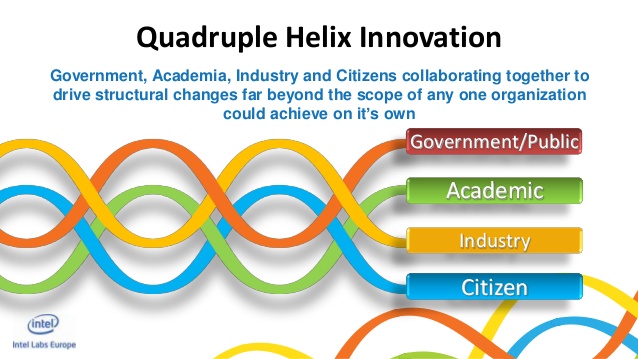 Quadruple Helix Innovation
Government, Academia, Industry and Citizens collaborating together to
drive structural changes far beyond the scope of any one organization
could achieve on it's own
Government/Public
Academic
Industry
Citizen
intel
Intel Labs Europe